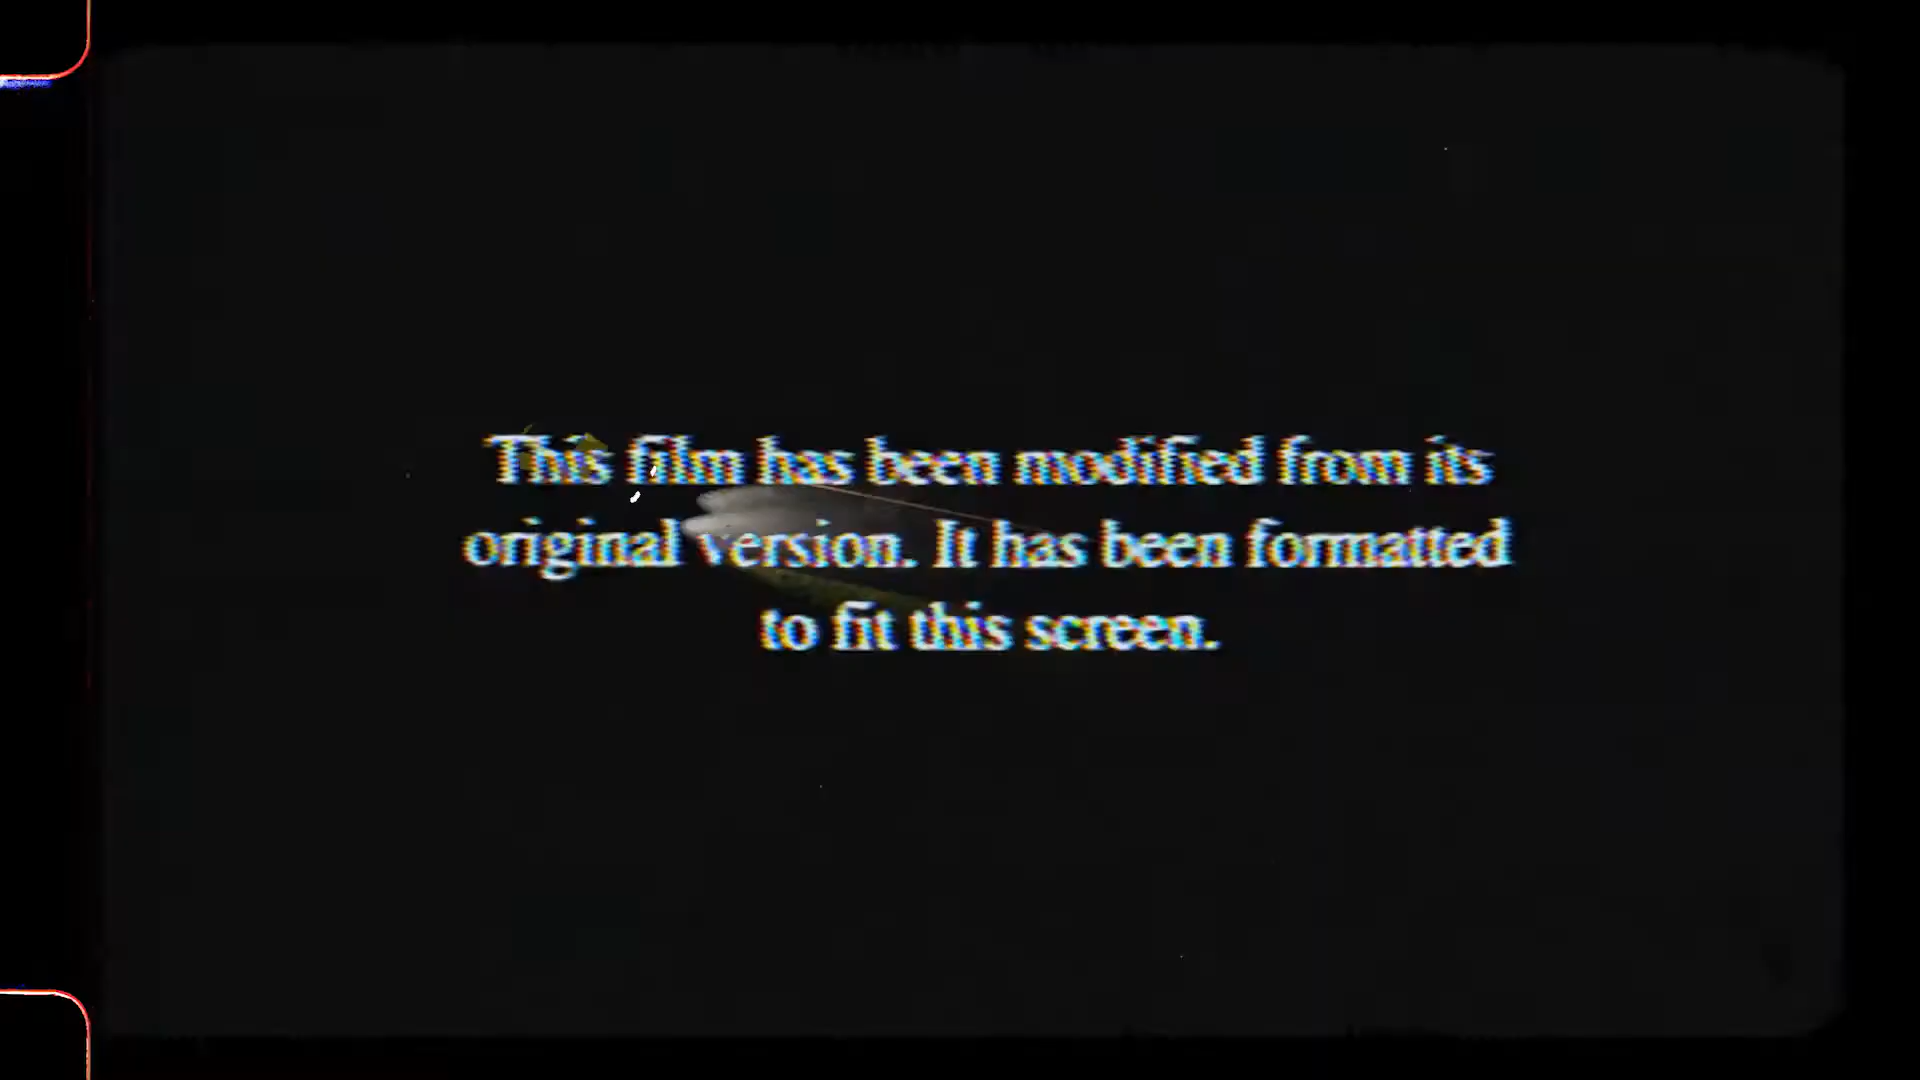 This film has been modified from its
original version. It has been formatted
to fit this screen.